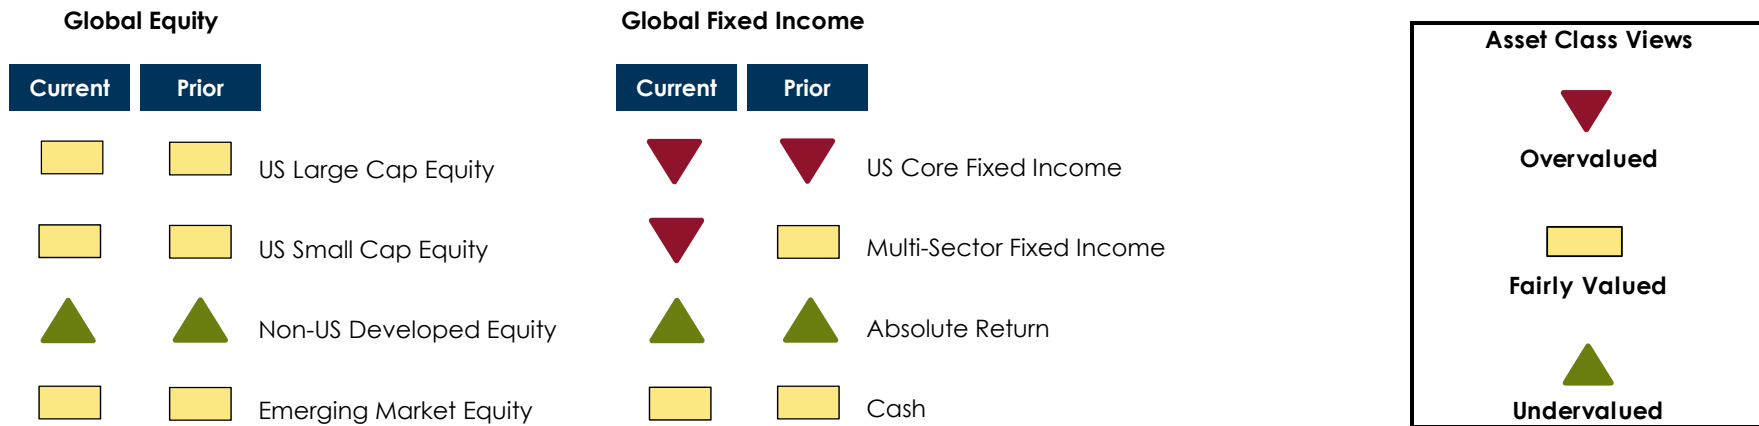 Global Equity
Current Prior
US Large Cap Equity
US Small Cap Equity
Non-US Developed Equity
Emerging Market Equity
Global Fixed Income
Current Prior
US Core Fixed Income
Multi-Sector Fixed Income
Absolute Return
Cash
Asset Class Views
Overvalued
Fairly Valued
Undervalued